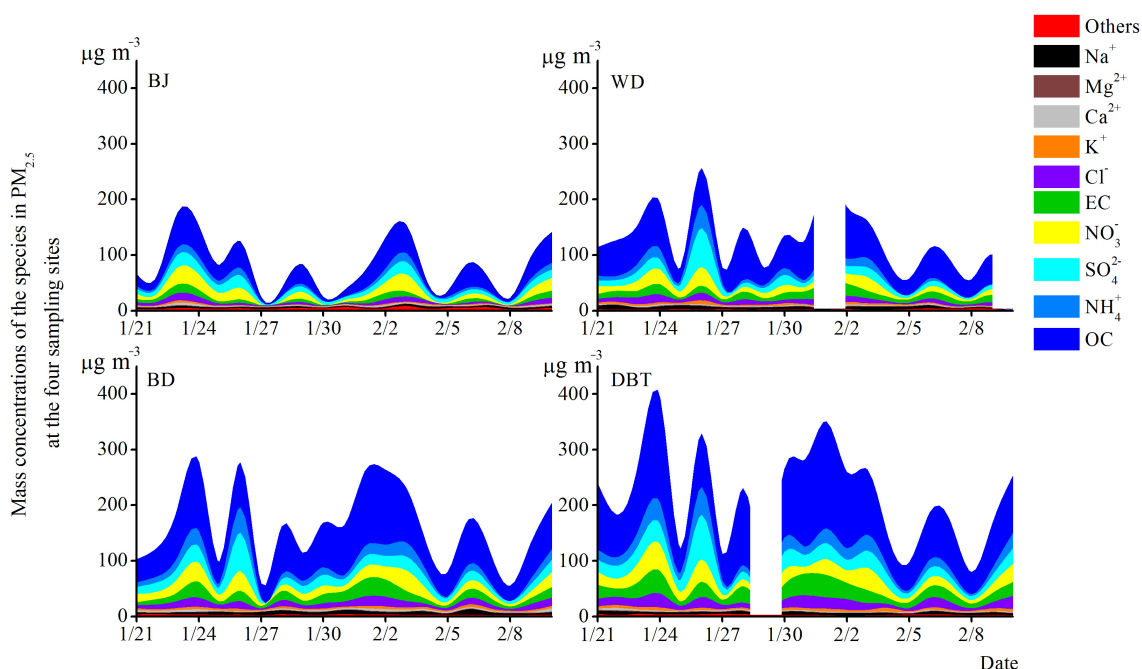 Mass concentrations of the species in PM2.5
at the four sampling sites
μg m-3
BJ
400
300
200
100
0
1/21 1/24 1/27 1/30 2/2 2/5 2/8
μg m-3
WD
400
300
200
100
0
1/21 1/24 1/27 1/30 2/2 2/5 2/8
μg m-3
BD
400
300
200
100
0
1/21 1/24 1/27 1/30 2/2 2/5 2/8
μg m-3
DBT
400
300
200
100
0
1/21 1/24 1/27 1/30 2/2 2/5 2/8
Date
Others
Na+
Mg2+
Ca2+
K+
Cl-
EC
NO3-
SO42-
NH4+
OC